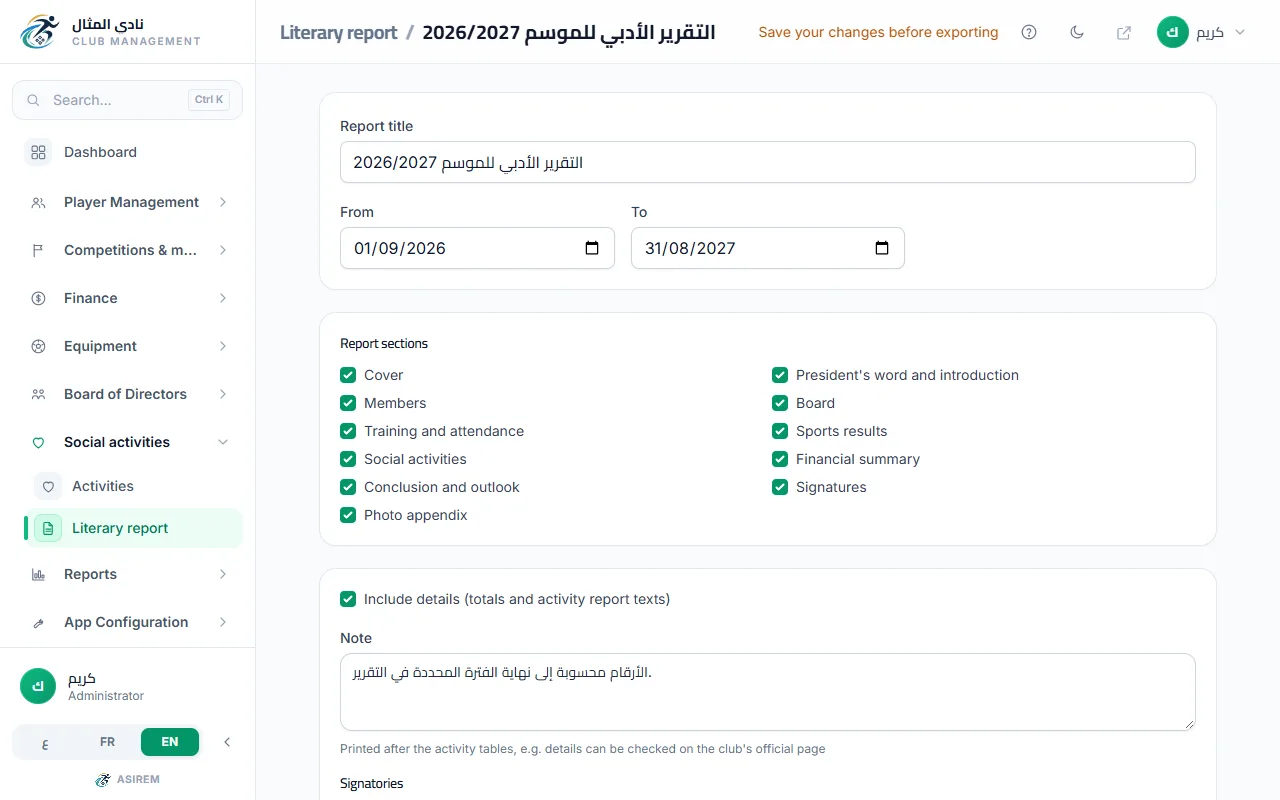 نادي المثال
CLUB MANAGEMENT
Literary report / التقرير الأدبي للموسم 2026/2027
Save your changes before exporting
ك كريم
Search... Ctrl K
Dashboard
Player Management
Competitions & m...
Finance
Equipment
Board of Directors
Social activities
Activities
Literary report
Reports
App Configuration
ك كريم
Administrator
ع FR EN
ASIREM
Report title
التقرير الأدبي للموسم 2026/2027
From To
01/09/2026 31/08/2027
Report sections
Cover President's word and introduction
Members Board
Training and attendance Sports results
Social activities Financial summary
Conclusion and outlook Signatures
Photo appendix
Include details (totals and activity report texts)
Note
الأرقام محسوبة إلى نهاية الفترة المحددة في التقرير.
Printed after the activity tables, e.g. details can be checked on the club's official page
Signatories